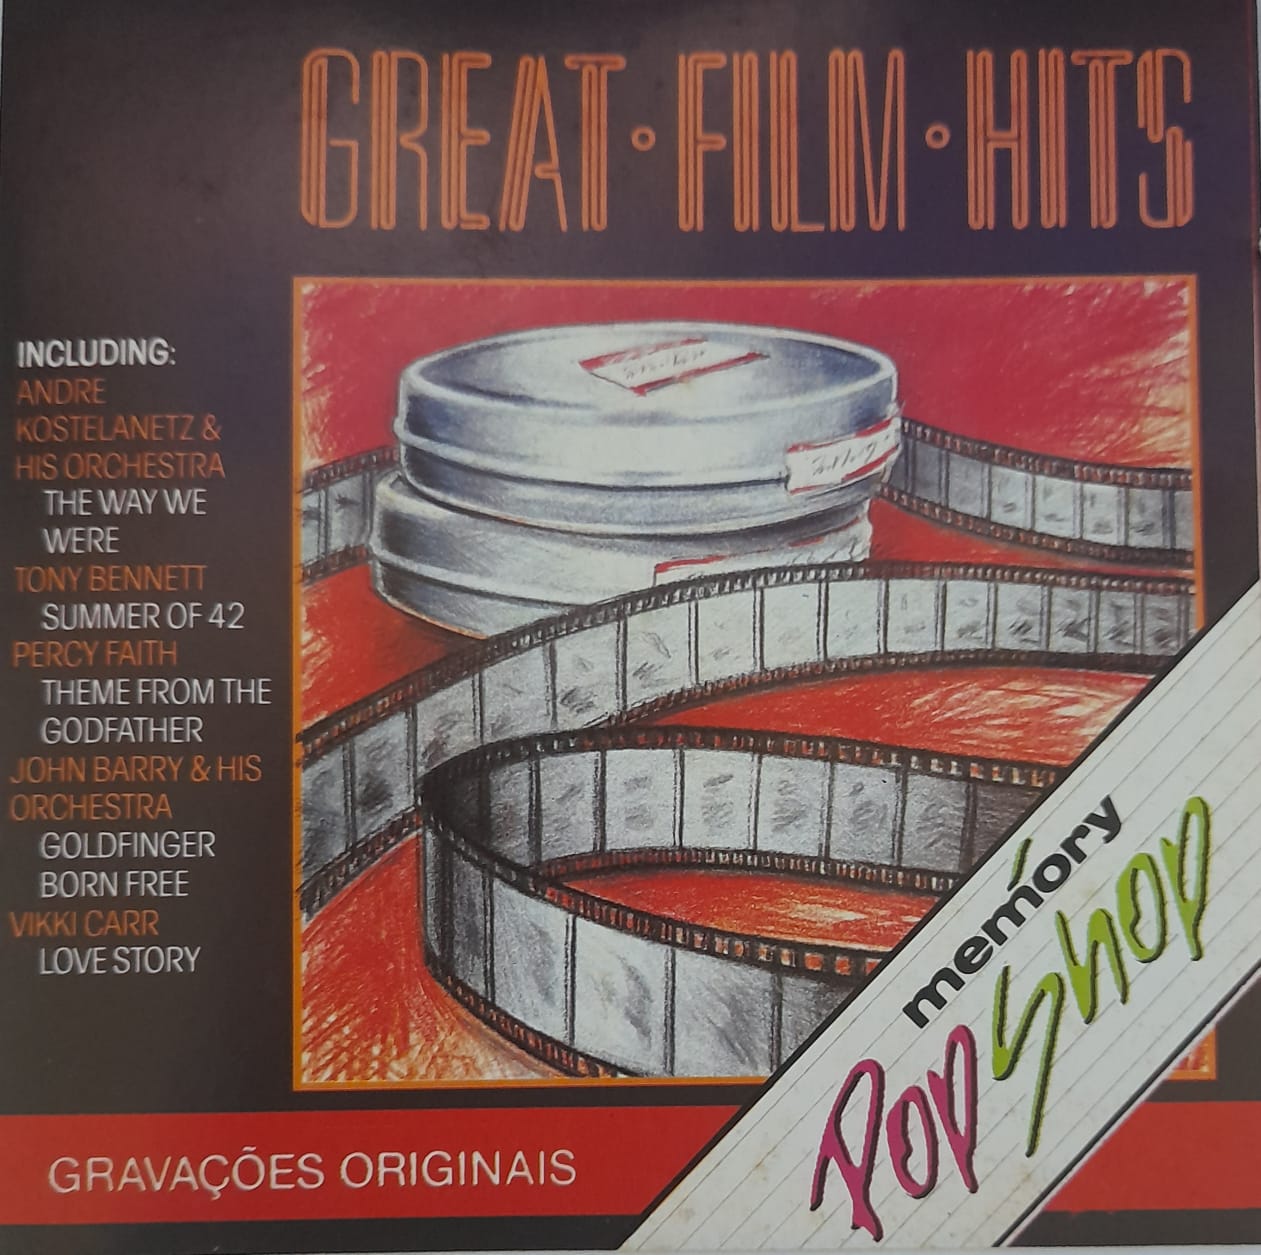 GREAT • FILM • HITS
INCLUDING:
ANDRE
KOSTELANETZ &
HIS ORCHESTRA
THE WAY WE
WERE
TONY BENNETT
SUMMER OF 42
PERCY FAITH
THEME FROM THE
GODFATHER
JOHN BARRY & HIS
ORCHESTRA
GOLDFINGER
BORN FREE
VIKKI CARR
LOVE STORY
memory
Pop Shop
GRAVAÇÕES ORIGINAIS